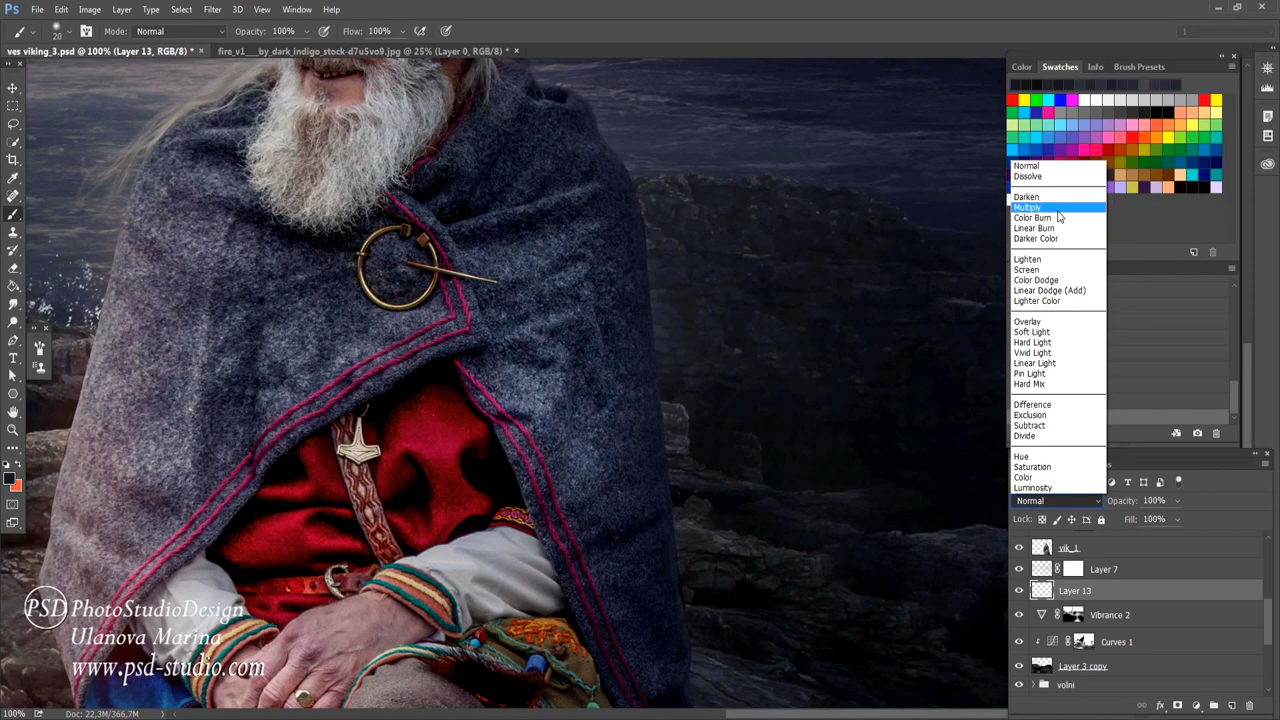 Ps File Edit Image Layer Type Select Filter 3D View Window Help
20 Mode: Normal Opacity: 100% Flow: 100%
ves viking_3.psd @ 100% (Layer 13, RGB/8) * × fire_v1___by_dark_indigo_stock-d7u5vo9.jpg @ 25% (Layer 0, RGB/8) * ×
Color Swatches Info Brush Presets
Normal
Dissolve
Darken
Multiply
Color Burn
Linear Burn
Darker Color
Lighten
Screen
Color Dodge
Linear Dodge (Add)
Lighter Color
Overlay
Soft Light
Hard Light
Vivid Light
Linear Light
Pin Light
Hard Mix
Difference
Exclusion
Subtract
Divide
Hue
Saturation
Color
Luminosity
Normal Opacity: 100%
Lock: Fill: 100%
vik_1
Layer 7
Layer 13
Vibrance 2
Curves 1
Layer 3 copy
volni
PSD PhotoStudioDesign
Ulanova Marina
www.psd-studio.com
100% Doc: 22,3M/366,7M